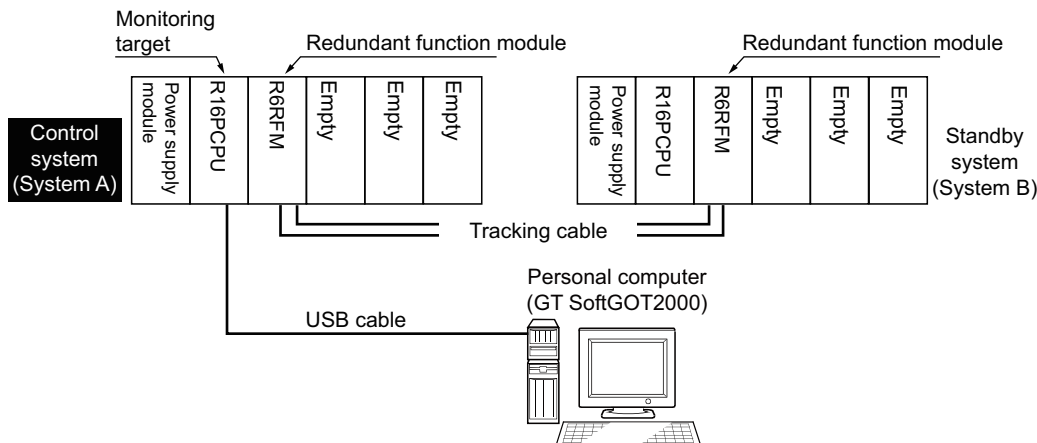 Monitoring
target
Redundant function module
Redundant function module
Control
system
(System A)
Power supply
module
R16PCPU
R6RFM
Empty
Empty
Empty
Power supply
module
R16PCPU
R6RFM
Empty
Empty
Empty
Standby
system
(System B)
Tracking cable
Personal computer
(GT SoftGOT2000)
USB cable